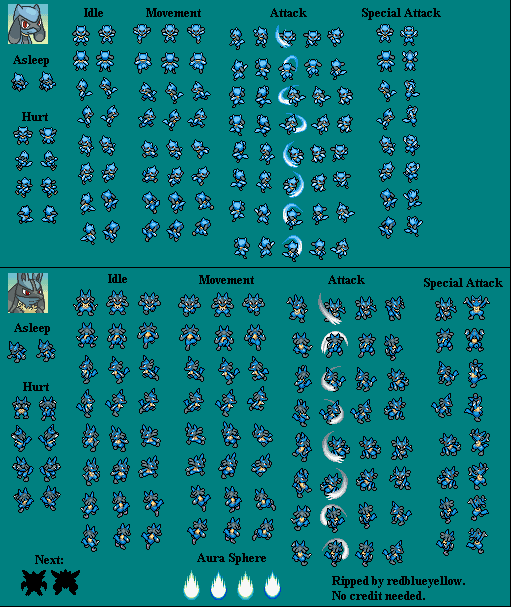 Idle Movement Attack Special Attack
Asleep
Hurt
Idle Movement Attack Special Attack
Asleep
Hurt
Next:
Aura Sphere
Ripped by redblueyellow.
No credit needed.